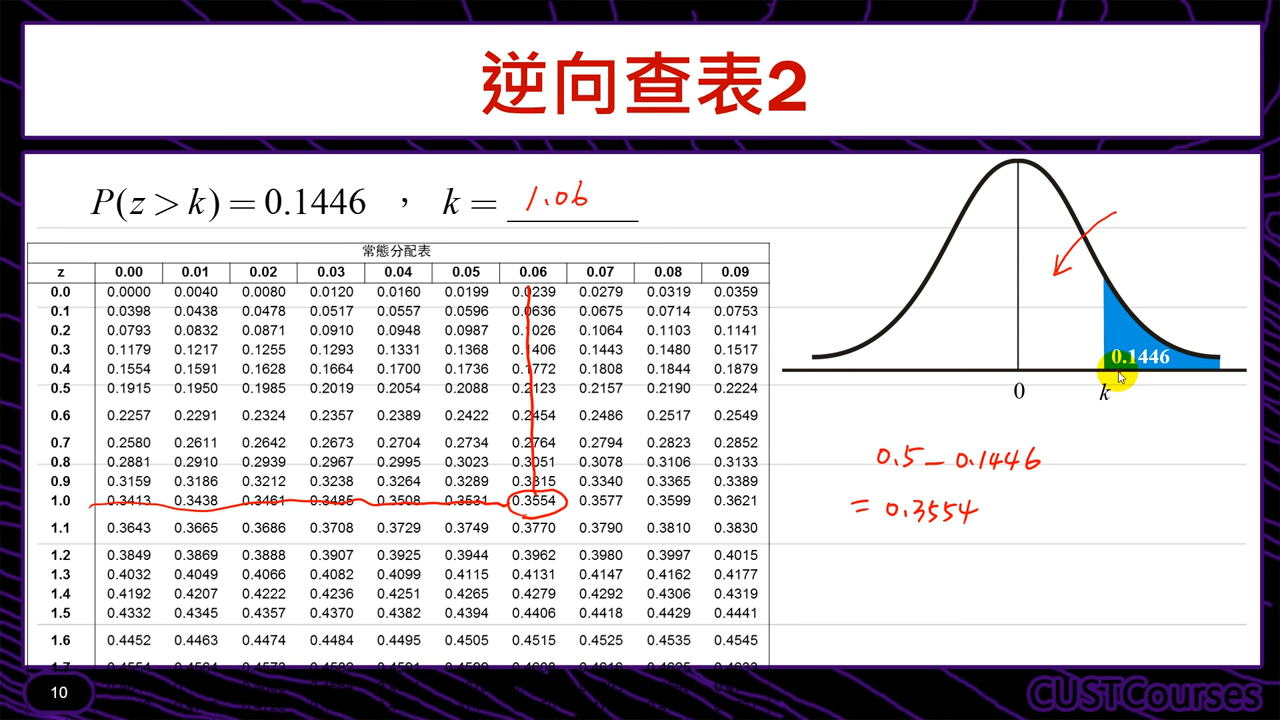 逆向查表2
P(z > k) = 0.1446 , k = 1.06
常態分配表
z 0.00 0.01 0.02 0.03 0.04 0.05 0.06 0.07 0.08 0.09
0.0 0.0000 0.0040 0.0080 0.0120 0.0160 0.0199 0.0239 0.0279 0.0319 0.0359
0.1 0.0398 0.0438 0.0478 0.0517 0.0557 0.0596 0.0636 0.0675 0.0714 0.0753
0.2 0.0793 0.0832 0.0871 0.0910 0.0948 0.0987 0.1026 0.1064 0.1103 0.1141
0.3 0.1179 0.1217 0.1255 0.1293 0.1331 0.1368 0.1406 0.1443 0.1480 0.1517
0.4 0.1554 0.1591 0.1628 0.1664 0.1700 0.1736 0.1772 0.1808 0.1844 0.1879
0.5 0.1915 0.1950 0.1985 0.2019 0.2054 0.2088 0.2123 0.2157 0.2190 0.2224
0.6 0.2257 0.2291 0.2324 0.2357 0.2389 0.2422 0.2454 0.2486 0.2517 0.2549
0.7 0.2580 0.2611 0.2642 0.2673 0.2704 0.2734 0.2764 0.2794 0.2823 0.2852
0.8 0.2881 0.2910 0.2939 0.2967 0.2995 0.3023 0.3051 0.3078 0.3106 0.3133
0.9 0.3159 0.3186 0.3212 0.3238 0.3264 0.3289 0.3315 0.3340 0.3365 0.3389
1.0 0.3413 0.3438 0.3461 0.3485 0.3508 0.3531 0.3554 0.3577 0.3599 0.3621
1.1 0.3643 0.3665 0.3686 0.3708 0.3729 0.3749 0.3770 0.3790 0.3810 0.3830
1.2 0.3849 0.3869 0.3888 0.3907 0.3925 0.3944 0.3962 0.3980 0.3997 0.4015
1.3 0.4032 0.4049 0.4066 0.4082 0.4099 0.4115 0.4131 0.4147 0.4162 0.4177
1.4 0.4192 0.4207 0.4222 0.4236 0.4251 0.4265 0.4279 0.4292 0.4306 0.4319
1.5 0.4332 0.4345 0.4357 0.4370 0.4382 0.4394 0.4406 0.4418 0.4429 0.4441
1.6 0.4452 0.4463 0.4474 0.4484 0.4495 0.4505 0.4515 0.4525 0.4535 0.4545
0.1446
0 k
0.5 - 0.1446
= 0.3554
10
CUSTCourses